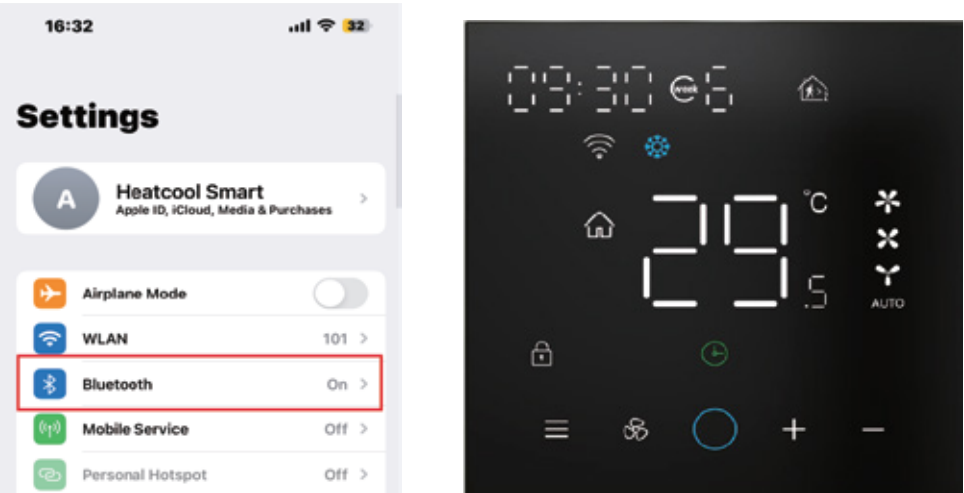 16:32
32
Settings
A
Heatcool Smart
Apple ID, iCloud, Media & Purchases
Airplane Mode
WLAN 101
Bluetooth On
Mobile Service Off
Personal Hotspot Off
09:30 week 6
°C
29.5
AUTO